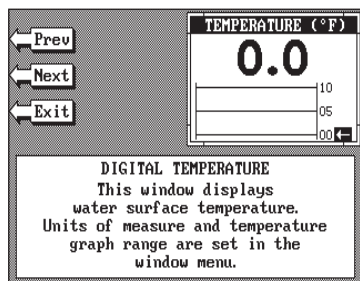 Prev
Next
Exit
TEMPERATURE (°F)
0.0
10
05
00
DIGITAL TEMPERATURE
This window displays
water surface temperature.
Units of measure and temperature
graph range are set in the
window menu.